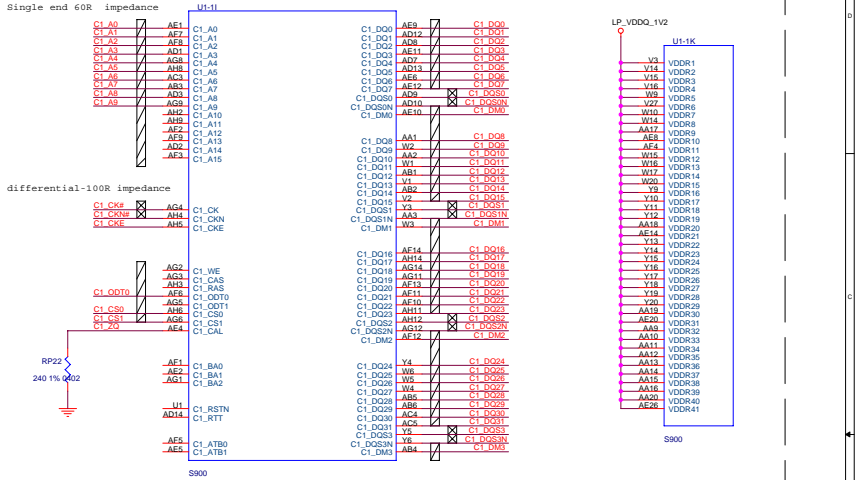 Single end 60R impedance
U1-1I
C1_A0 AE1 C1_A0
C1_A1 AF7 C1_A1
C1_A2 AF8 C1_A2
C1_A3 AD1 C1_A3
C1_A4 AG8 C1_A4
C1_A5 AH8 C1_A5
C1_A6 AC3 C1_A6
C1_A7 AB3 C1_A7
C1_A8 AD3 C1_A8
C1_A9 AG9 C1_A9
AH2 C1_A10
AH9 C1_A11
AF2 C1_A12
AF9 C1_A13
AD2 C1_A14
AF3 C1_A15
differential-100R impedance
C1_CK# AG4 C1_CK
C1_CKN# AH4 C1_CKN
C1_CKE AH5 C1_CKE
AG2 C1_WE
AG3 C1_CAS
AH3 C1_RAS
C1_ODT0 AF6 C1_ODT0
AG5 C1_ODT1
C1_CS0 AH6 C1_CS0
C1_CS1 AG6 C1_CS1
C1_ZQ AE4 C1_CAL
RP22
240 1% 0402
AF1 C1_BA0
AE2 C1_BA1
AG1 C1_BA2
U1 C1_RSTN
AD14 C1_RTT
AF5 C1_ATB0
AE5 C1_ATB1
S900
C1_DQ0 AE9 C1_DQ0
C1_DQ1 AD12 C1_DQ1
C1_DQ2 AD8 C1_DQ2
C1_DQ3 AE11 C1_DQ3
C1_DQ4 AD7 C1_DQ4
C1_DQ5 AD13 C1_DQ5
C1_DQ6 AE6 C1_DQ6
C1_DQ7 AE12 C1_DQ7
C1_DQS0 AD9 C1_DQS0
C1_DQS0N AD10 C1_DQS0N
C1_DM0 AE10 C1_DM0
C1_DQ8 AA1 C1_DQ8
C1_DQ9 W2 C1_DQ9
C1_DQ10 AA2 C1_DQ10
C1_DQ11 W1 C1_DQ11
C1_DQ12 AB1 C1_DQ12
C1_DQ13 V1 C1_DQ13
C1_DQ14 AB2 C1_DQ14
C1_DQ15 V2 C1_DQ15
C1_DQS1 Y3 C1_DQS1
C1_DQS1N AA3 C1_DQS1N
C1_DM1 W3 C1_DM1
C1_DQ16 AF14 C1_DQ16
C1_DQ17 AH14 C1_DQ17
C1_DQ18 AG14 C1_DQ18
C1_DQ19 AG11 C1_DQ19
C1_DQ20 AF13 C1_DQ20
C1_DQ21 AF11 C1_DQ21
C1_DQ22 AF10 C1_DQ22
C1_DQ23 AH11 C1_DQ23
C1_DQS2 AH12 C1_DQS2
C1_DQS2N AG12 C1_DQS2N
C1_DM2 AF12 C1_DM2
C1_DQ24 Y4 C1_DQ24
C1_DQ25 W6 C1_DQ25
C1_DQ26 W5 C1_DQ26
C1_DQ27 W4 C1_DQ27
C1_DQ28 AB5 C1_DQ28
C1_DQ29 AB6 C1_DQ29
C1_DQ30 AC4 C1_DQ30
C1_DQ31 AC5 C1_DQ31
C1_DQS3 Y5 C1_DQS3
C1_DQS3N Y6 C1_DQS3N
C1_DM3 AB4 C1_DM3
LP_VDDQ_1V2
U1-1K
V3 VDDR1
V14 VDDR2
V15 VDDR3
V16 VDDR4
W9 VDDR5
V27 VDDR6
W10 VDDR7
W14 VDDR8
AA17 VDDR9
AE8 VDDR10
AF4 VDDR11
W15 VDDR12
W16 VDDR13
W17 VDDR14
W20 VDDR15
Y9 VDDR16
Y10 VDDR17
Y11 VDDR18
Y12 VDDR19
AA18 VDDR20
AE14 VDDR21
Y13 VDDR22
Y14 VDDR23
Y15 VDDR24
Y16 VDDR25
Y17 VDDR26
Y18 VDDR27
Y19 VDDR28
Y20 VDDR29
AA19 VDDR30
AE20 VDDR31
AA9 VDDR32
AA10 VDDR33
AA11 VDDR34
AA12 VDDR35
AA13 VDDR36
AA14 VDDR37
AA15 VDDR38
AA16 VDDR39
AA20 VDDR40
AE26 VDDR41
S900
D
C